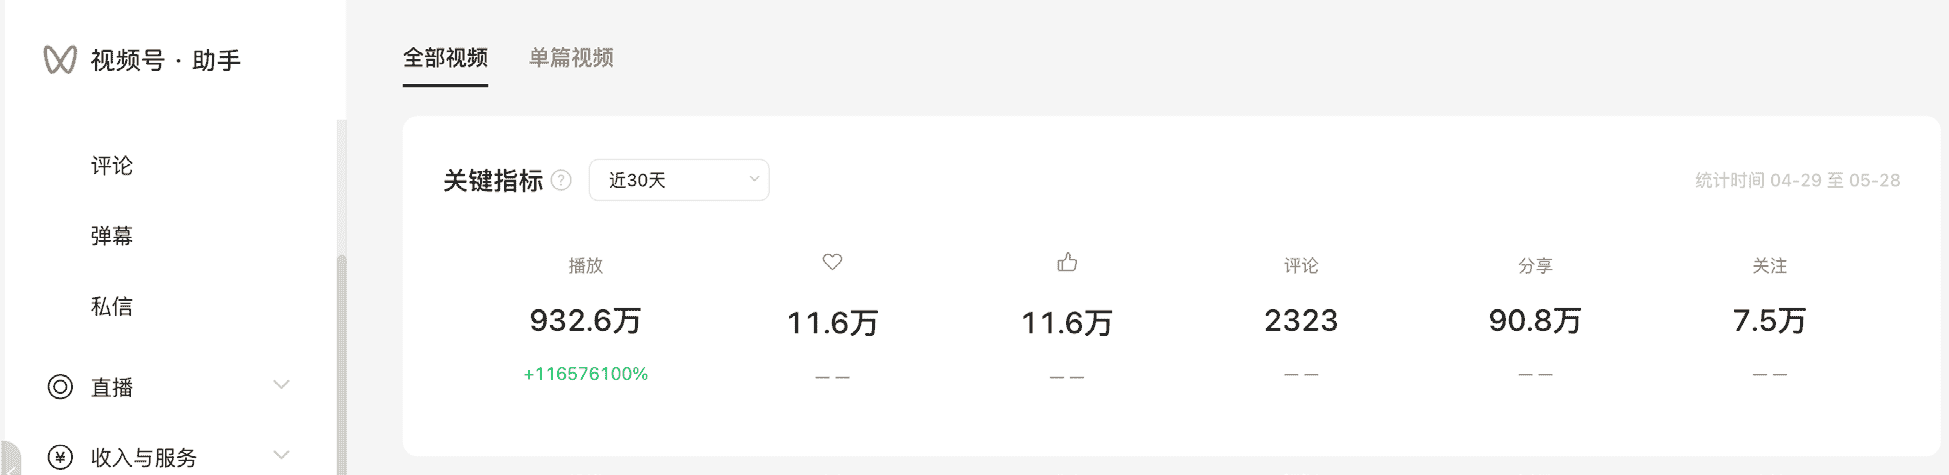 视频号 · 助手
评论
弹幕
私信
直播
收入与服务
全部视频 单篇视频
关键指标 ? 近30天
统计时间 04-29 至 05-28
播放 评论 分享 关注
932.6万 11.6万 11.6万 2323 90.8万 7.5万
+116576100% —— —— —— —— ——